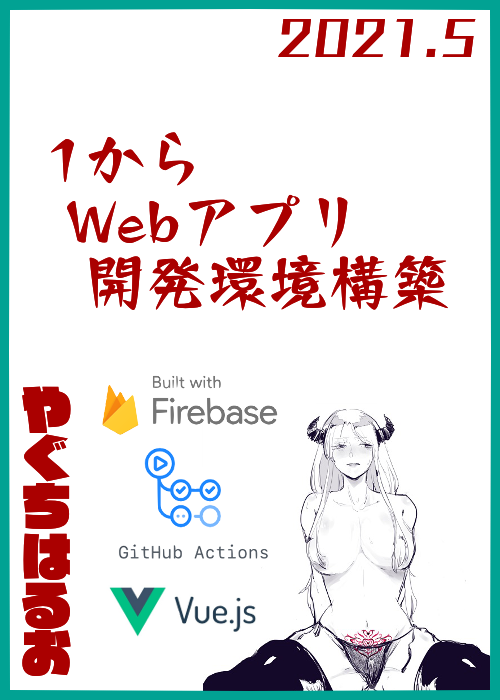 2021.5
1から
Webアプリ
開発環境構築
Built with
Firebase
GitHub Actions
Vue.js
やぐちはるお